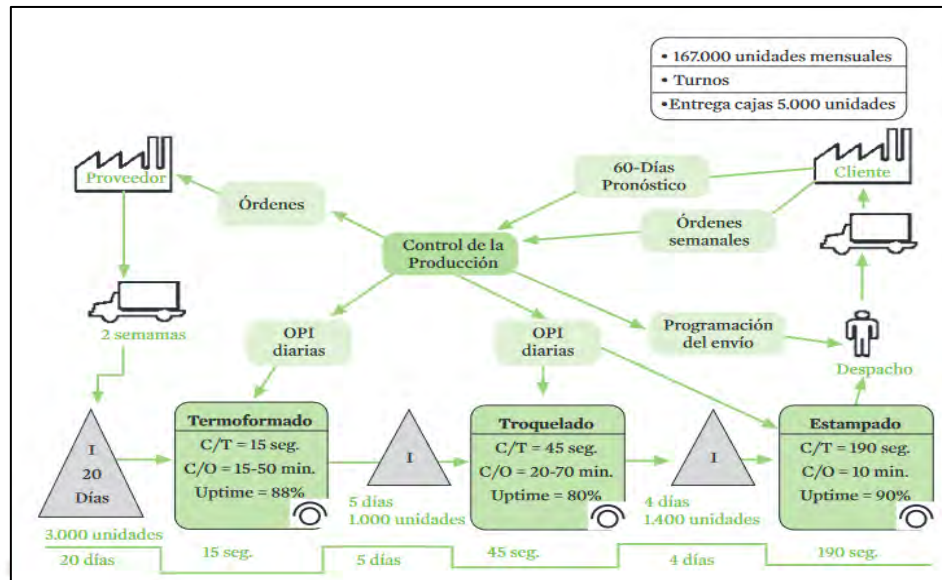 • 167.000 unidades mensuales
• Turnos
•Entrega cajas 5.000 unidades
Proveedor
Órdenes
60-Días
Pronóstico
Cliente
Órdenes
semanales
Control de la
Producción
2 semamas
OPI
diarias
OPI
diarias
Programación
del envío
Despacho
I
20
Días
3.000 unidades
Termoformado
C/T = 15 seg.
C/O = 15-50 min.
Uptime = 88%
I
5 días
1.000 unidades
Troquelado
C/T = 45 seg.
C/O = 20-70 min.
Uptime = 80%
I
4 días
1.400 unidades
Estampado
C/T = 190 seg.
C/O = 10 min.
Uptime = 90%
20 días
15 seg.
5 días
45 seg.
4 días
190 seg.